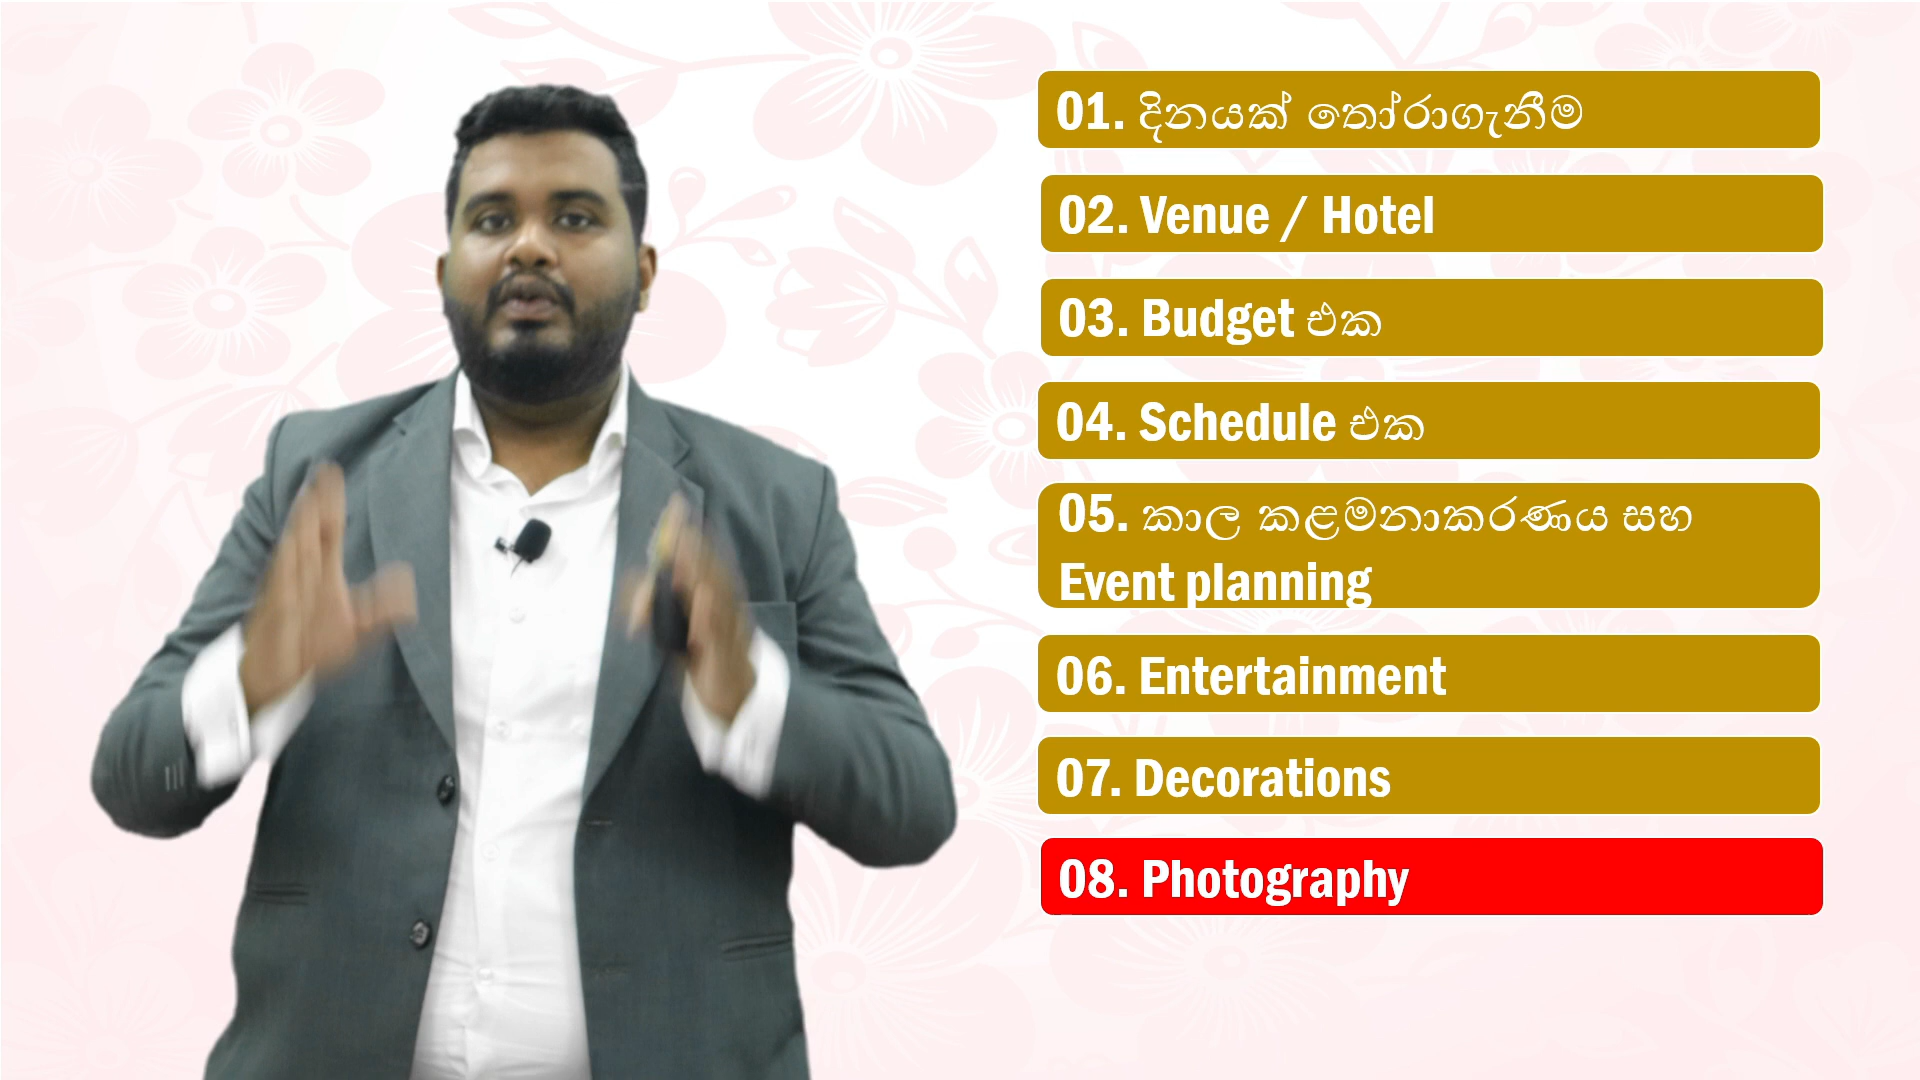 01. දිනයක් තෝරාගැනීම
02. Venue / Hotel
03. Budget එක
04. Schedule එක
05. කාල කළමනාකරණය සහ
Event planning
06. Entertainment
07. Decorations
08. Photography